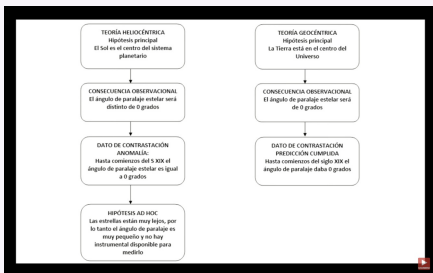 TEORÍA HELIOCÉNTRICA
Hipótesis principal
El Sol es el centro del sistema
planetario
CONSECUENCIA OBSERVACIONAL
El ángulo de paralaje estelar será
distinto de 0 grados
DATO DE CONTRASTACIÓN
ANOMALÍA:
Hasta comienzos del S XIX el
ángulo de paralaje estelar es igual
a 0 grados
HIPÓTESIS AD HOC
Las estrellas están muy lejos, por
lo tanto el ángulo de paralaje es
muy pequeño y no hay
instrumental disponible para
medirlo
TEORÍA GEOCÉNTRICA
Hipótesis principal
La Tierra está en el centro del
Universo
CONSECUENCIA OBSERVACIONAL
El ángulo de paralaje estelar será
de 0 grados
DATO DE CONTRASTACIÓN
PREDICCIÓN CUMPLIDA
Hasta comienzos del siglo XIX el
ángulo de paralaje daba 0 grados